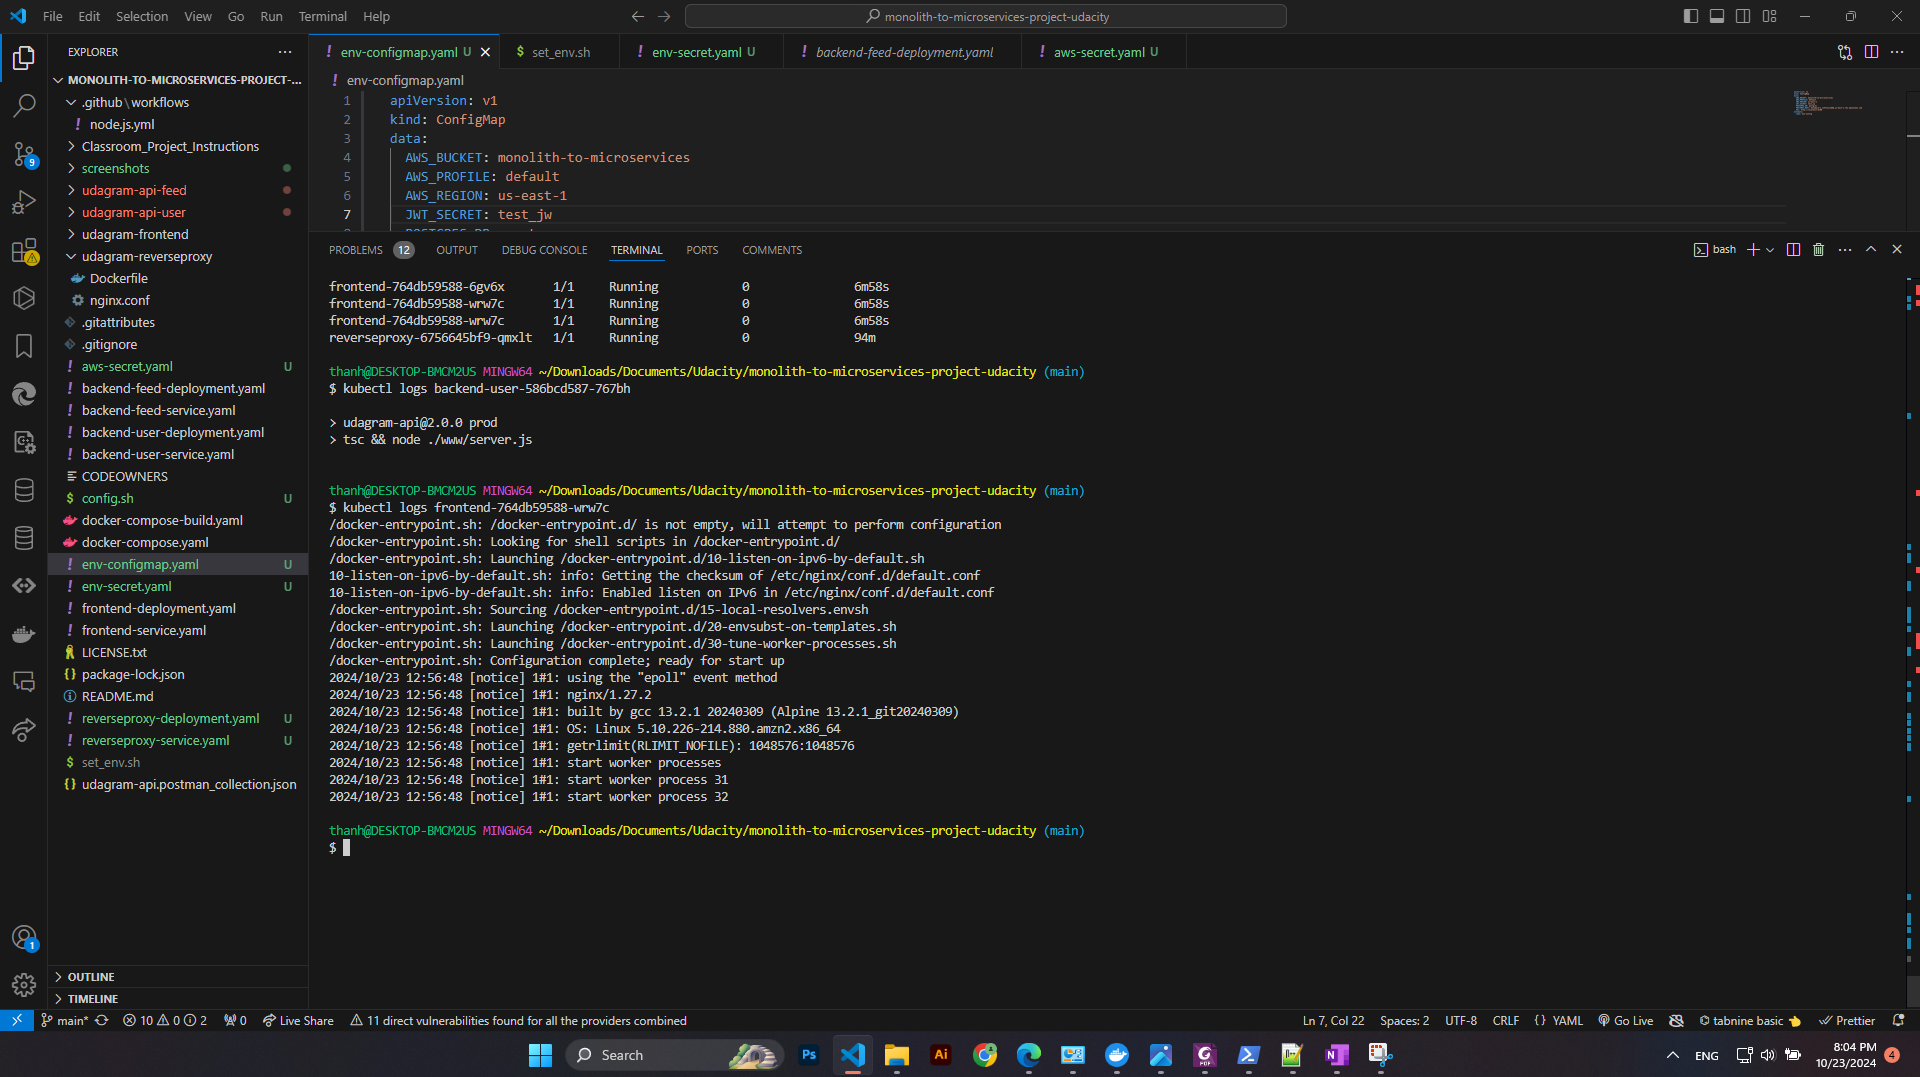 File Edit Selection View Go Run Terminal Help
monolith-to-microservices-project-udacity
EXPLORER
MONOLITH-TO-MICROSERVICES-PROJECT-...
.github\workflows
node.js.yml
Classroom_Project_Instructions
screenshots
udagram-api-feed
udagram-api-user
udagram-frontend
udagram-reverseproxy
Dockerfile
nginx.conf
.gitattributes
.gitignore
aws-secret.yaml U
backend-feed-deployment.yaml
backend-feed-service.yaml
backend-user-deployment.yaml
backend-user-service.yaml
CODEOWNERS
config.sh U
docker-compose-build.yaml
docker-compose.yaml
env-configmap.yaml U
env-secret.yaml U
frontend-deployment.yaml
frontend-service.yaml
LICENSE.txt
package-lock.json
README.md
reverseproxy-deployment.yaml U
reverseproxy-service.yaml U
set_env.sh
udagram-api.postman_collection.json
OUTLINE
TIMELINE
9
1
env-configmap.yaml U set_env.sh env-secret.yaml U backend-feed-deployment.yaml aws-secret.yaml U
env-configmap.yaml
1 apiVersion: v1
2 kind: ConfigMap
3 data:
4 AWS_BUCKET: monolith-to-microservices
5 AWS_PROFILE: default
6 AWS_REGION: us-east-1
7 JWT_SECRET: test_jw
PROBLEMS 12 OUTPUT DEBUG CONSOLE TERMINAL PORTS COMMENTS bash
frontend-764db59588-6gv6x 1/1 Running 0 6m58s
frontend-764db59588-wrw7c 1/1 Running 0 6m58s
frontend-764db59588-wrw7c 1/1 Running 0 6m58s
reverseproxy-6756645bf9-qmxlt 1/1 Running 0 94m
thanh@DESKTOP-BMCM2US MINGW64 ~/Downloads/Documents/Udacity/monolith-to-microservices-project-udacity (main)
$ kubectl logs backend-user-586bcd587-767bh
> udagram-api@2.0.0 prod
> tsc && node ./www/server.js
thanh@DESKTOP-BMCM2US MINGW64 ~/Downloads/Documents/Udacity/monolith-to-microservices-project-udacity (main)
$ kubectl logs frontend-764db59588-wrw7c
/docker-entrypoint.sh: /docker-entrypoint.d/ is not empty, will attempt to perform configuration
/docker-entrypoint.sh: Looking for shell scripts in /docker-entrypoint.d/
/docker-entrypoint.sh: Launching /docker-entrypoint.d/10-listen-on-ipv6-by-default.sh
10-listen-on-ipv6-by-default.sh: info: Getting the checksum of /etc/nginx/conf.d/default.conf
10-listen-on-ipv6-by-default.sh: info: Enabled listen on IPv6 in /etc/nginx/conf.d/default.conf
/docker-entrypoint.sh: Sourcing /docker-entrypoint.d/15-local-resolvers.envsh
/docker-entrypoint.sh: Launching /docker-entrypoint.d/20-envsubst-on-templates.sh
/docker-entrypoint.sh: Launching /docker-entrypoint.d/30-tune-worker-processes.sh
/docker-entrypoint.sh: Configuration complete; ready for start up
2024/10/23 12:56:48 [notice] 1#1: using the "epoll" event method
2024/10/23 12:56:48 [notice] 1#1: nginx/1.27.2
2024/10/23 12:56:48 [notice] 1#1: built by gcc 13.2.1 20240309 (Alpine 13.2.1_git20240309)
2024/10/23 12:56:48 [notice] 1#1: OS: Linux 5.10.226-214.880.amzn2.x86_64
2024/10/23 12:56:48 [notice] 1#1: getrlimit(RLIMIT_NOFILE): 1048576:1048576
2024/10/23 12:56:48 [notice] 1#1: start worker processes
2024/10/23 12:56:48 [notice] 1#1: start worker process 31
2024/10/23 12:56:48 [notice] 1#1: start worker process 32
thanh@DESKTOP-BMCM2US MINGW64 ~/Downloads/Documents/Udacity/monolith-to-microservices-project-udacity (main)
$
main* 10 0 2 0 Live Share 11 direct vulnerabilities found for all the providers combined Ln 7, Col 22 Spaces: 2 UTF-8 CRLF {} YAML Go Live tabnine basic Prettier
Search Ps Ai ENG 8:04 PM 4
10/23/2024